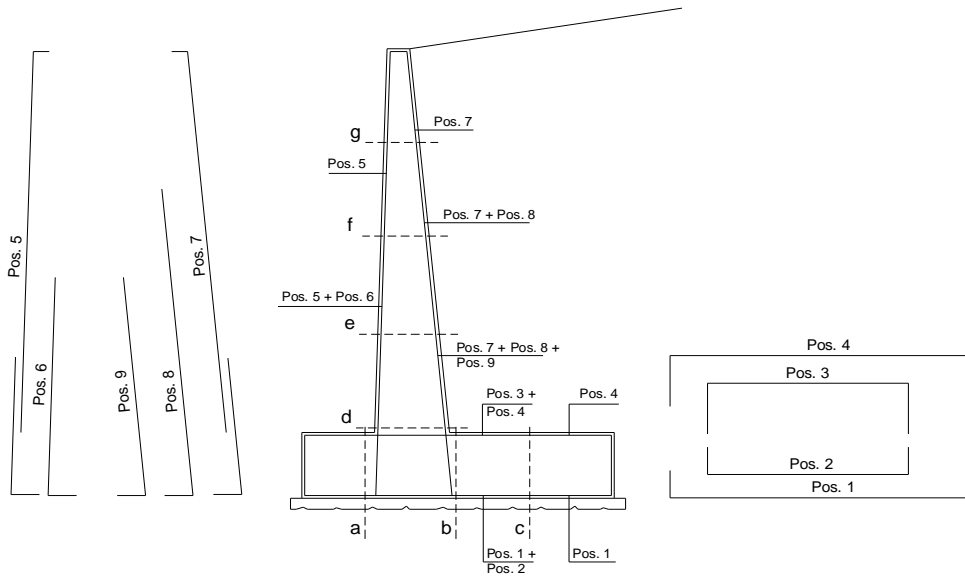 Pos. 5
Pos. 6
Pos. 9
Pos. 8
Pos. 7
g
Pos. 7
Pos. 5
f
Pos. 7 + Pos. 8
Pos. 5 + Pos. 6
e
Pos. 7 + Pos. 8 +
Pos. 9
d
Pos. 3 +
Pos. 4
Pos. 4
a
b
c
Pos. 1 +
Pos. 2
Pos. 1
Pos. 4
Pos. 3
Pos. 2
Pos. 1